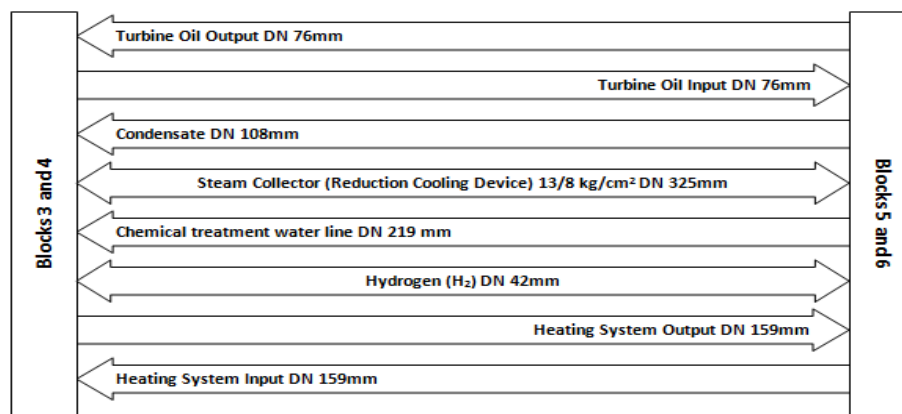 Turbine Oil Output DN 76mm
Turbine Oil Input DN 76mm
Condensate DN 108mm
Steam Collector (Reduction Cooling Device) 13/8 kg/cm² DN 325mm
Chemical treatment water line DN 219 mm
Hydrogen (H₂) DN 42mm
Heating System Output DN 159mm
Heating System Input DN 159mm
Blocks 3 and 4
Blocks 5 and 6